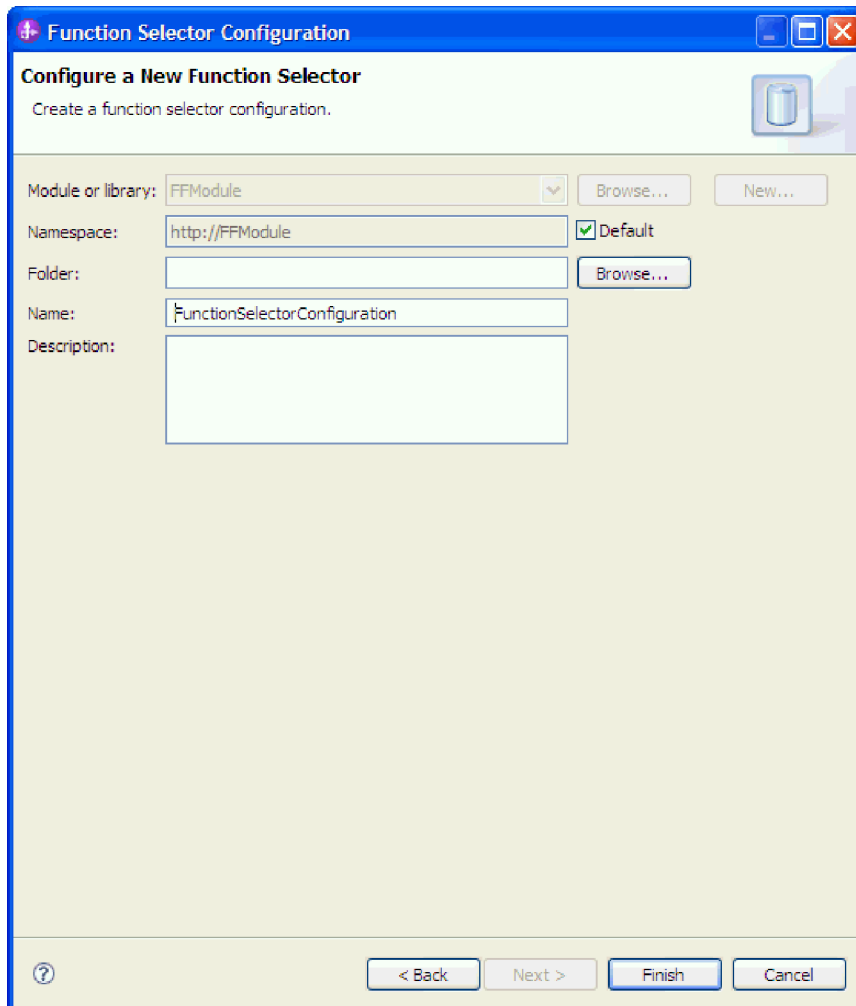 Function Selector Configuration
Configure a New Function Selector
Create a function selector configuration.
Module or library: FFModule Browse... New...
Namespace: http://FFModule Default
Folder: Browse...
Name: FunctionSelectorConfiguration
Description:
? < Back Next > Finish Cancel